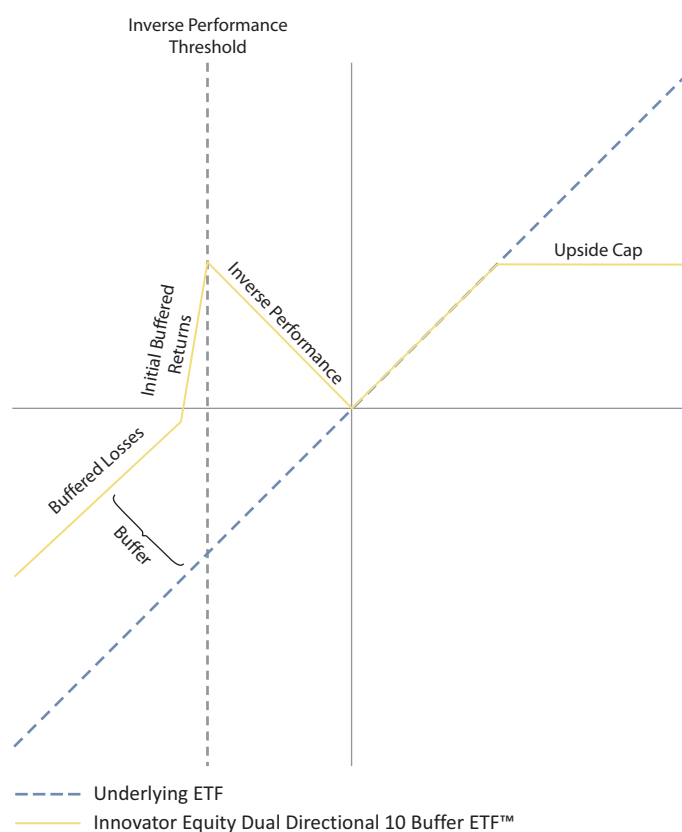 Inverse Performance
Threshold
Upside Cap
Inverse Performance
Initial Buffered
Returns
Buffered Losses
Buffer
Underlying ETF
Innovator Equity Dual Directional 10 Buffer ETF™